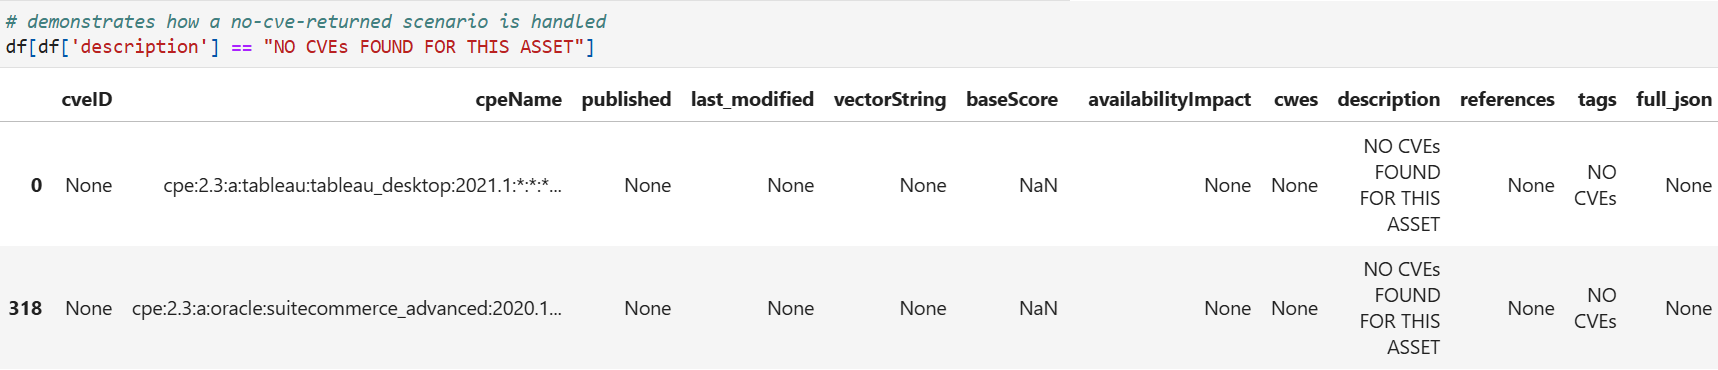 # demonstrates how a no-cve-returned scenario is handled
df[df['description'] == "NO CVEs FOUND FOR THIS ASSET"]
cveID cpeName published last_modified vectorString baseScore availabilityImpact cwes description references tags full_json
0 None cpe:2.3:a:tableau:tableau_desktop:2021.1:*:*:*... None None None NaN None None NO CVEs FOUND FOR THIS ASSET None NO CVEs None
318 None cpe:2.3:a:oracle:suitecommerce_advanced:2020.1... None None None NaN None None NO CVEs FOUND FOR THIS ASSET None NO CVEs None